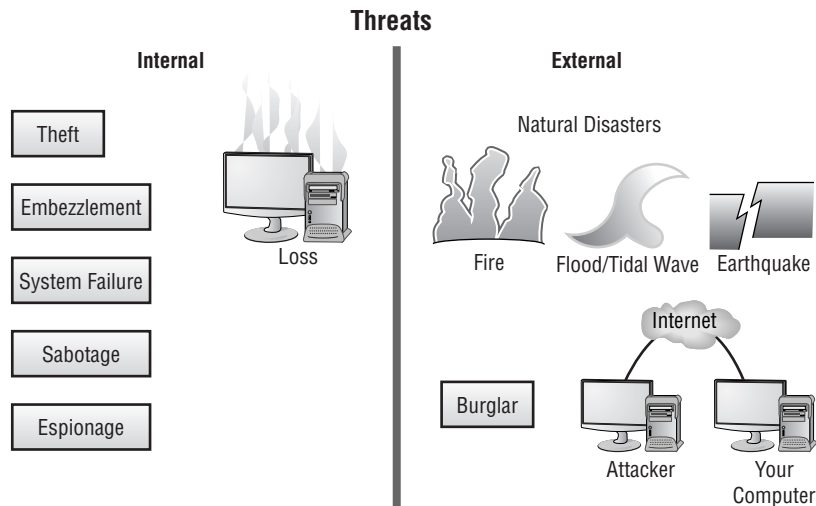 Threats
Internal
External
Theft
Embezzlement
System Failure
Sabotage
Espionage
Loss
Natural Disasters
Fire
Flood/Tidal Wave
Earthquake
Internet
Burglar
Attacker
Your
Computer